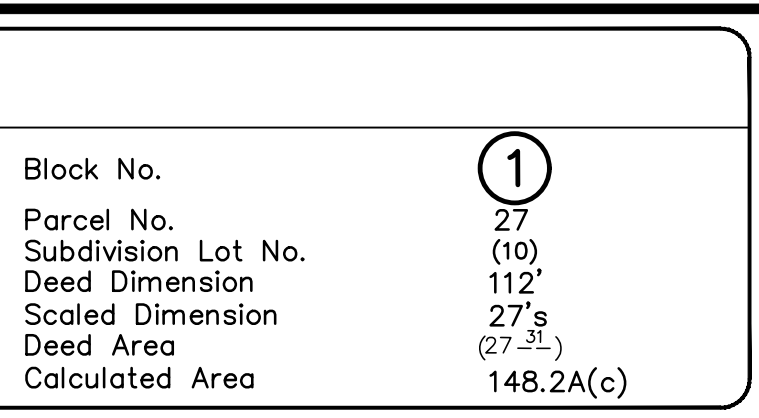 Block No. 1
Parcel No. 27
Subdivision Lot No. (10)
Deed Dimension 112'
Scaled Dimension 27's
Deed Area (27 31)
Calculated Area 148.2A(c)